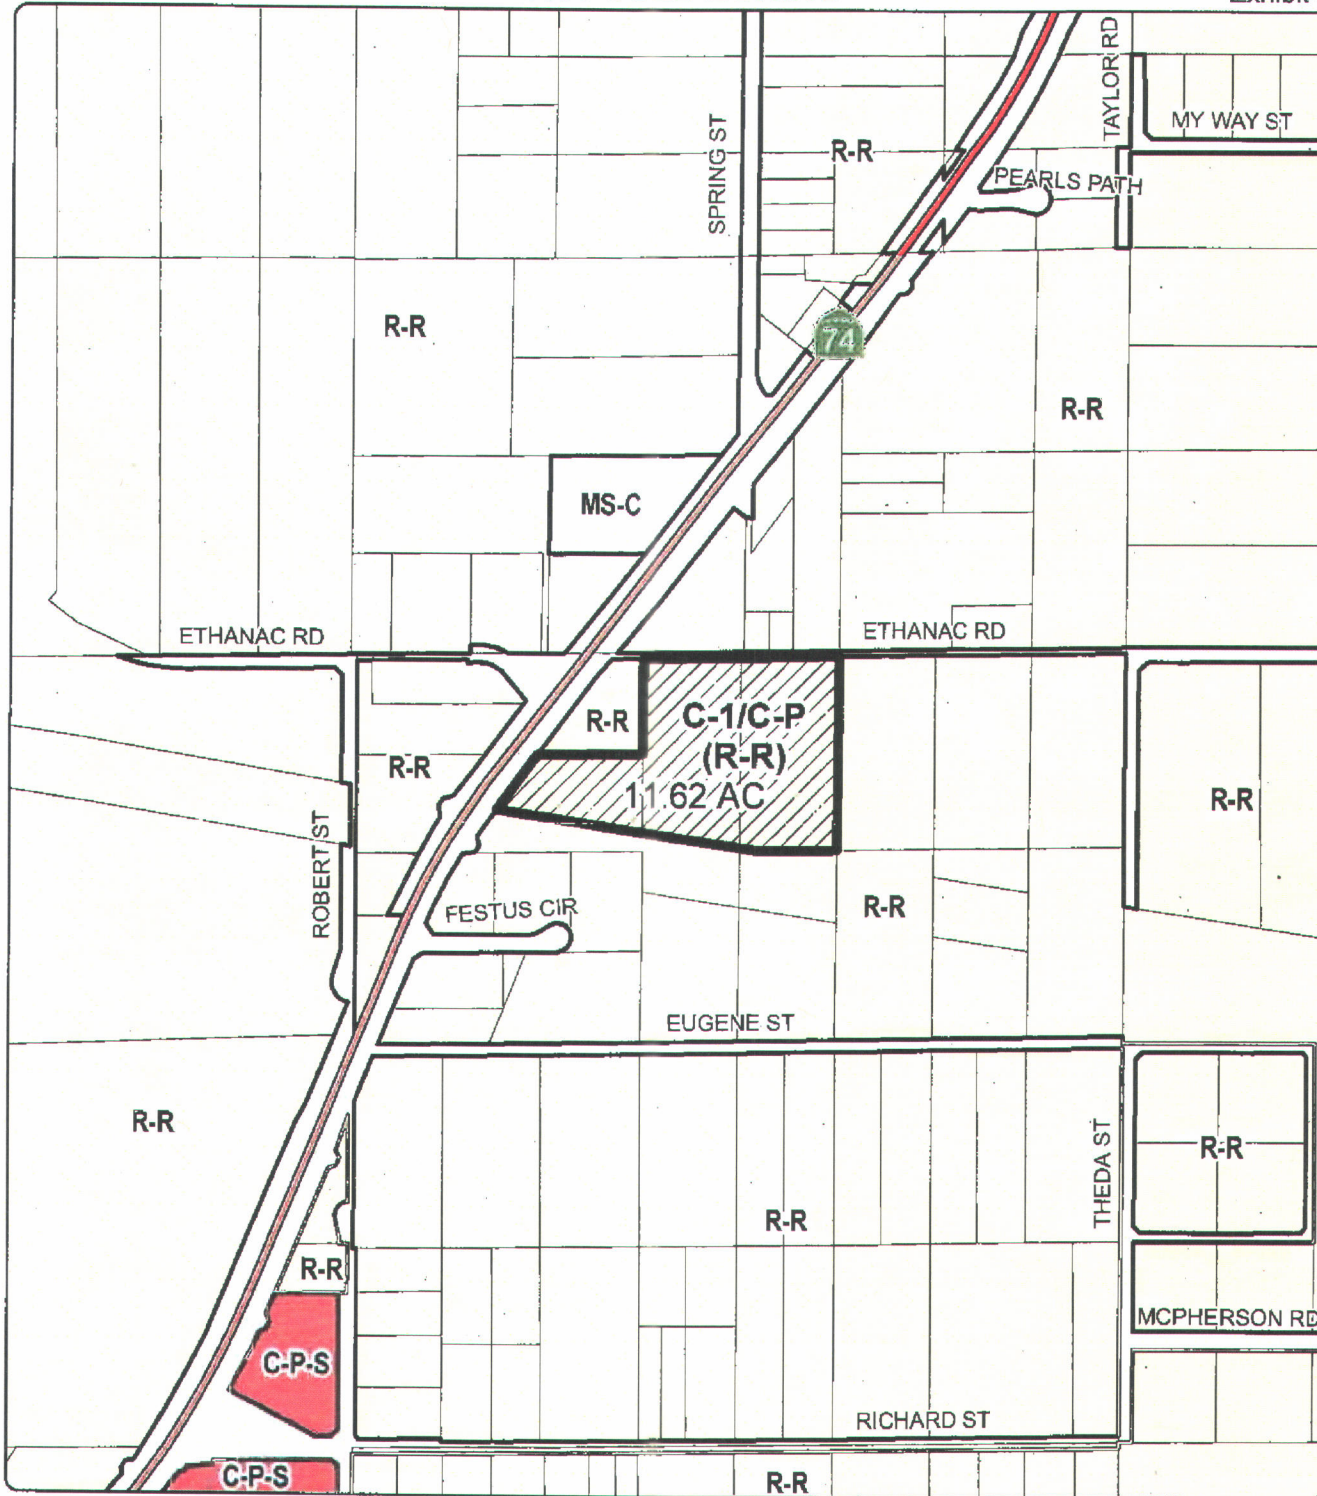 TAYLOR RD
MY WAY ST
SPRING ST
R-R
PEARLS PATH
R-R
74
R-R
MS-C
ETHANAC RD
ETHANAC RD
R-R
C-1/C-P
(R-R)
11.62 AC
R-R
R-R
ROBERT ST
FESTUS CIR
R-R
EUGENE ST
R-R
THEDA ST
R-R
R-R
R-R
MCPHERSON RD
C-P-S
RICHARD ST
C-P-S
R-R